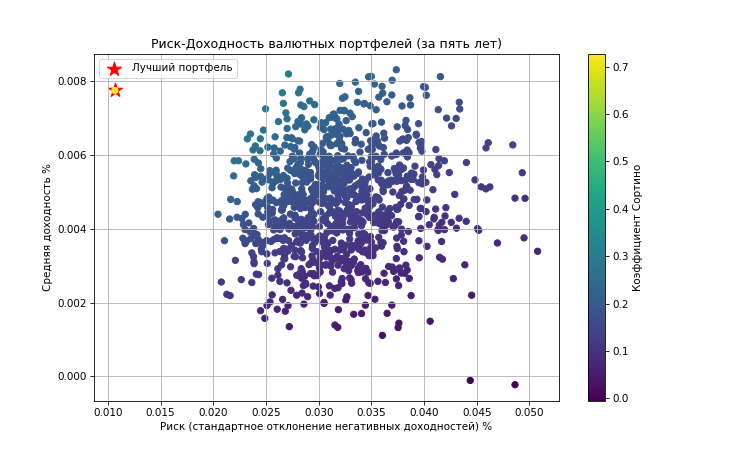 Риск-Доходность валютных портфелей (за пять лет)
Лучший портфель
Средняя доходность %
0.008
0.006
0.004
0.002
0.000
0.010 0.015 0.020 0.025 0.030 0.035 0.040 0.045 0.050
Риск (стандартное отклонение негативных доходностей) %
0.7
0.6
0.5
0.4
0.3
0.2
0.1
0.0
Коэффициент Сортино